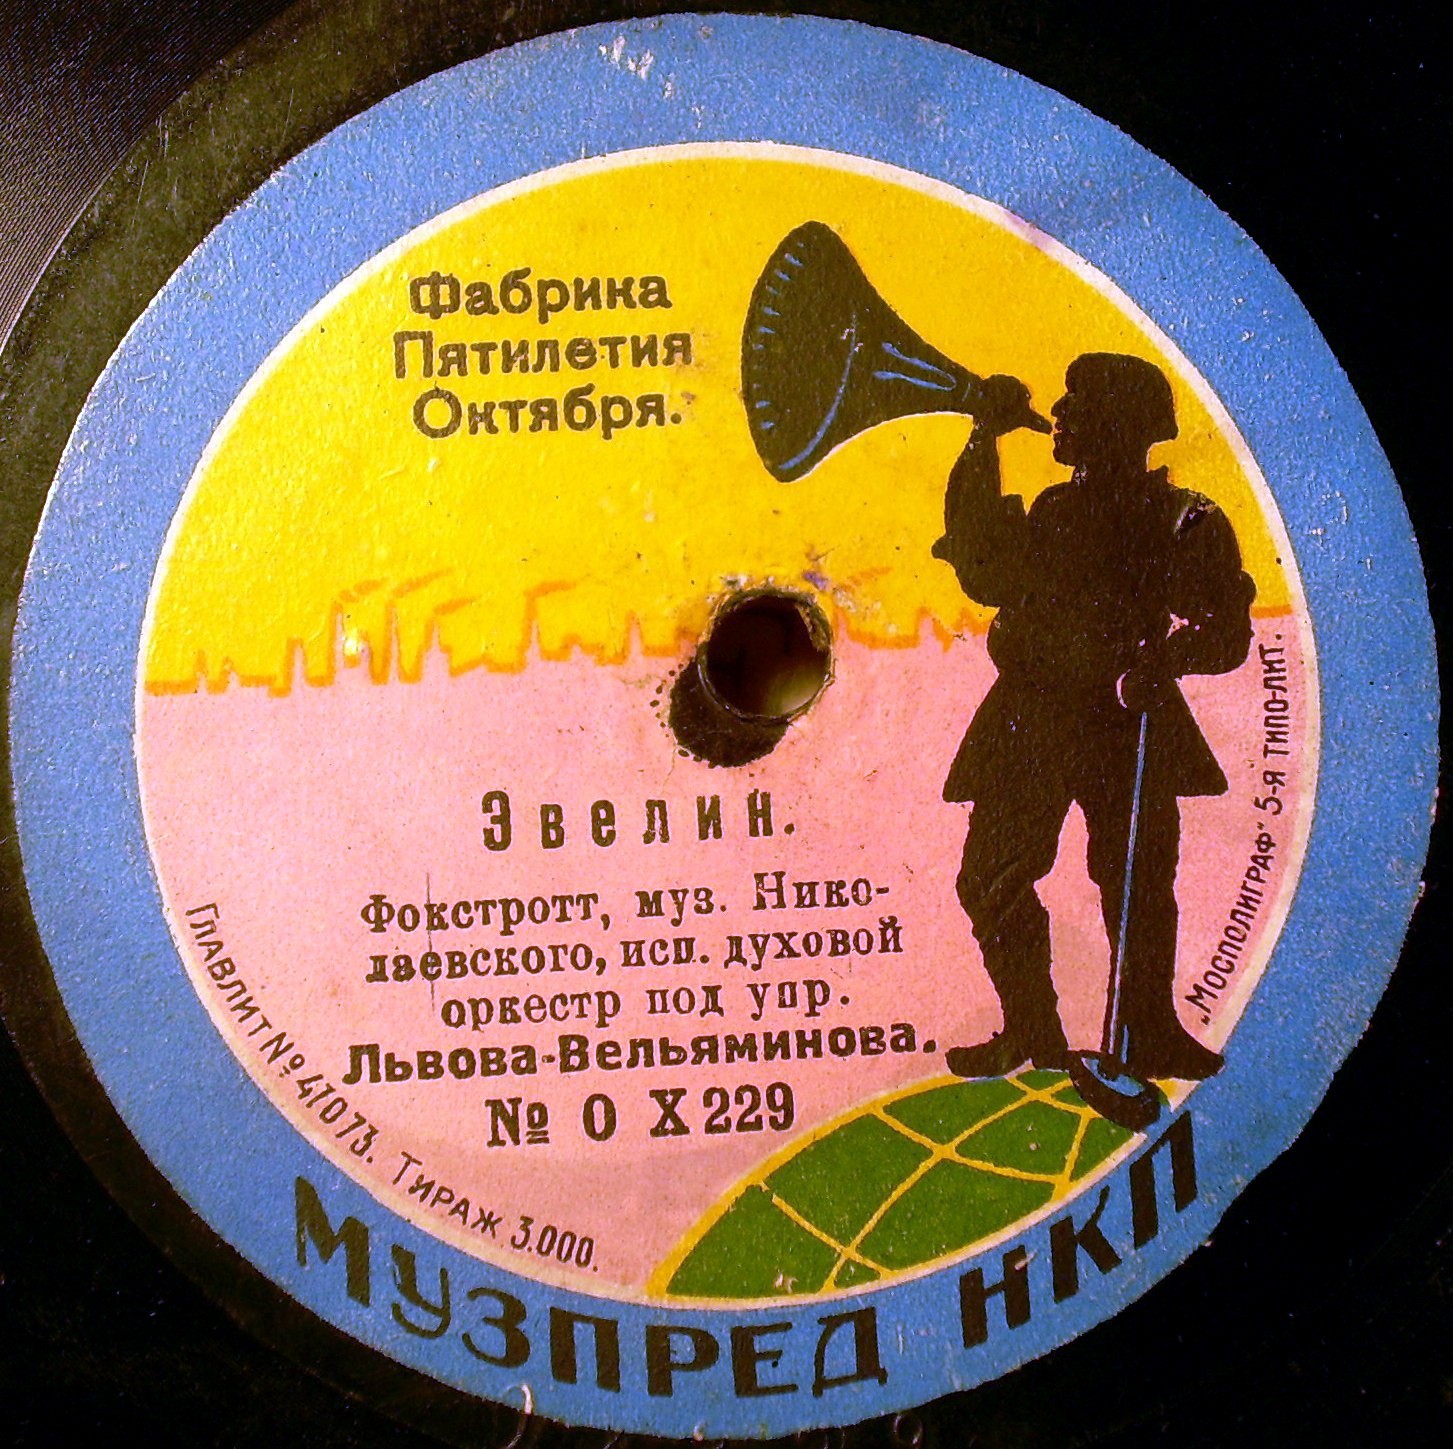 Фабрика
Пятилетия
Октября.
Эвелин.
Фокстротт, муз. Нико-
лаевского, исп. духовой
оркестр под упр.
Львова-Вельяминова.
№ 0 X 229
Главлит № 47073. Тираж 3.000.
„Мосполиграф" 5-я типо-лит.
МУЗПРЕД НКП